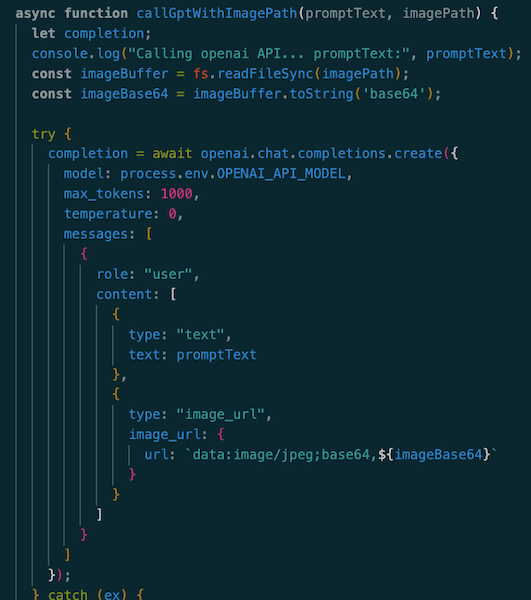 async function callGptWithImagePath(promptText, imagePath) {
  let completion;
  console.log("Calling openai API... promptText:", promptText);
  const imageBuffer = fs.readFileSync(imagePath);
  const imageBase64 = imageBuffer.toString('base64');

  try {
    completion = await openai.chat.completions.create({
      model: process.env.OPENAI_API_MODEL,
      max_tokens: 1000,
      temperature: 0,
      messages: [
        {
          role: "user",
          content: [
            {
              type: "text",
              text: promptText
            },
            {
              type: "image_url",
              image_url: {
                url: `data:image/jpeg;base64,${imageBase64}`
              }
            }
          ]
        }
      ]
    });
  } catch (ex) {